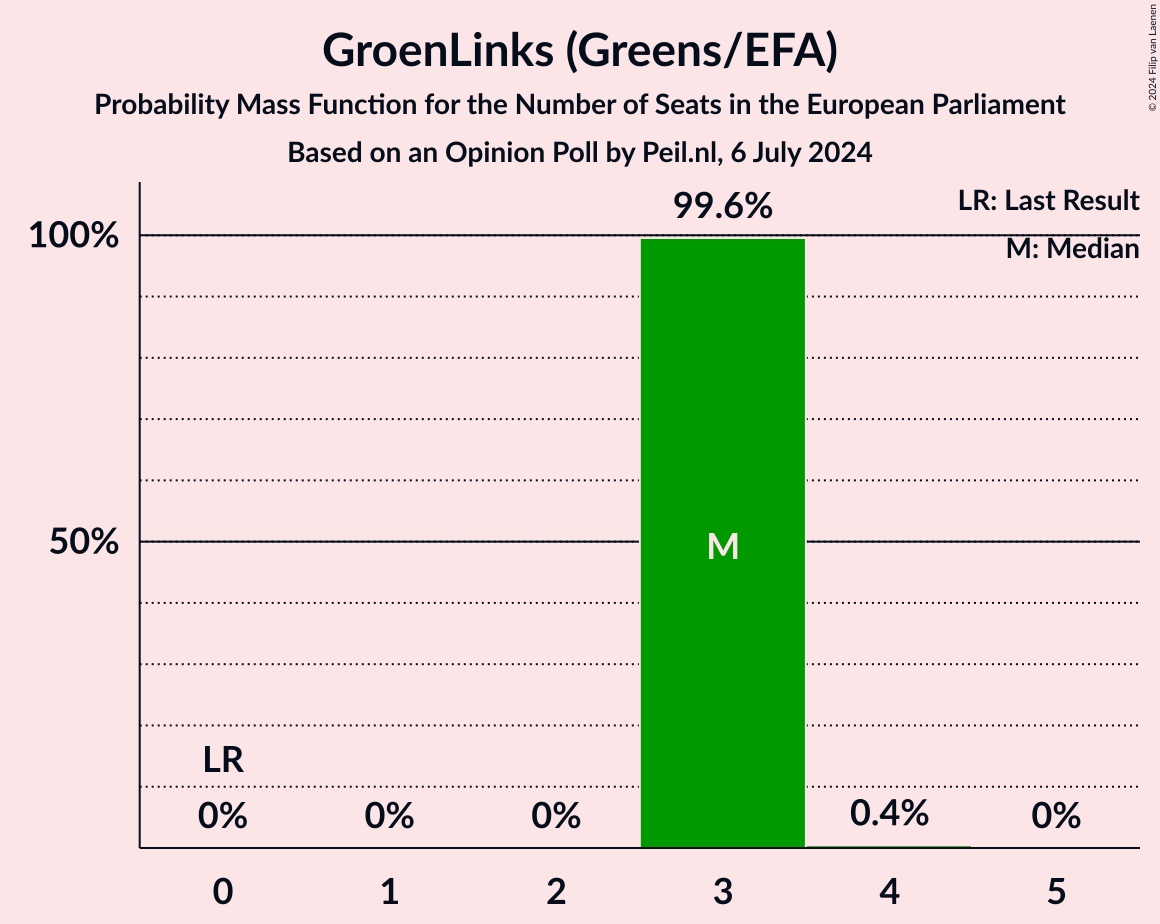 GroenLinks (Greens/EFA)
Probability Mass Function for the Number of Seats in the European Parliament
Based on an Opinion Poll by Peil.nl, 6 July 2024
© 2024 Filip van Laenen
99.6%
LR: Last Result
100%
M: Median
50%
M
LR
0%
0%
0%
0.4%
0%
0
1
2
3
4
5